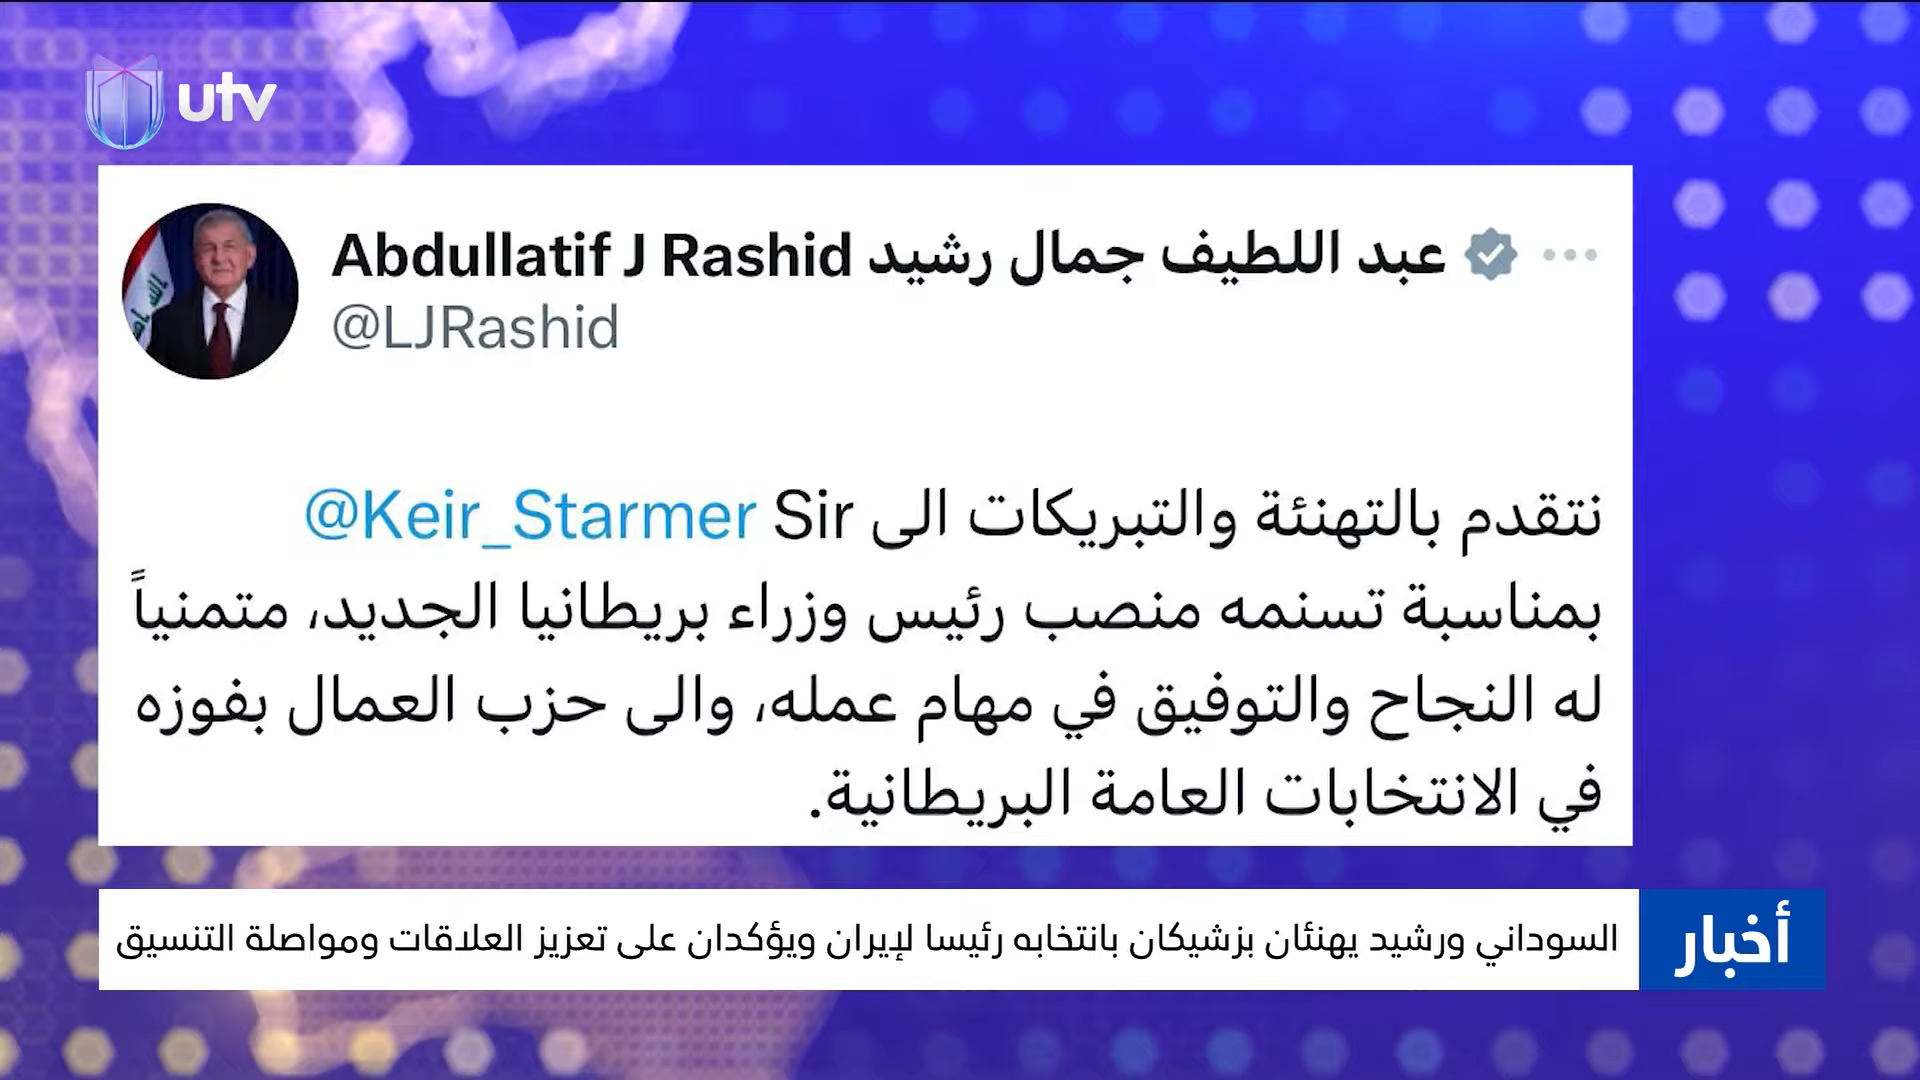 utv
عبد اللطيف جمال رشيد Abdullatif J Rashid
@LJRashid
نتقدم بالتهنئة والتبريكات الى Sir @Keir_Starmer
بمناسبة تسنمه منصب رئيس وزراء بريطانيا الجديد، متمنياً
له النجاح والتوفيق في مهام عمله، والى حزب العمال بفوزه
في الانتخابات العامة البريطانية.
أخبار
السوداني ورشيد يهنئان بزشيكان بانتخابه رئيسا لإيران ويؤكدان على تعزيز العلاقات ومواصلة التنسيق